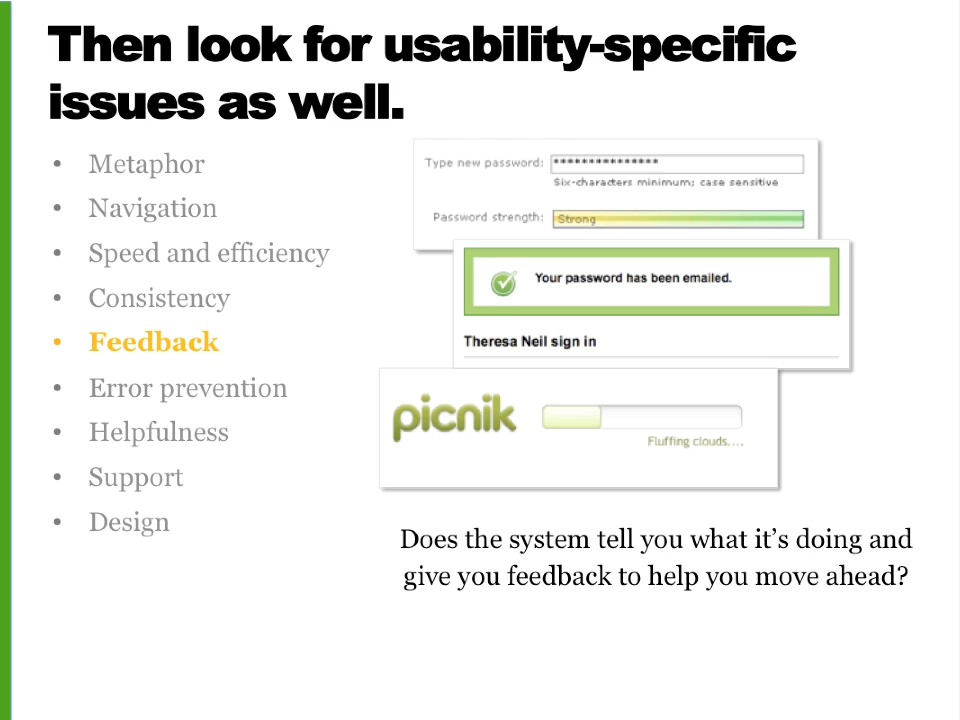 Then look for usability-specific
issues as well.
• Metaphor
• Navigation
• Speed and efficiency
• Consistency
• Feedback
• Error prevention
• Helpfulness
• Support
• Design
Type new password: ***************
Six-characters minimum; case sensitive
Password strength: Strong
Your password has been emailed.
Theresa Neil sign in
picnik
Fluffing clouds....
Does the system tell you what it’s doing and
give you feedback to help you move ahead?